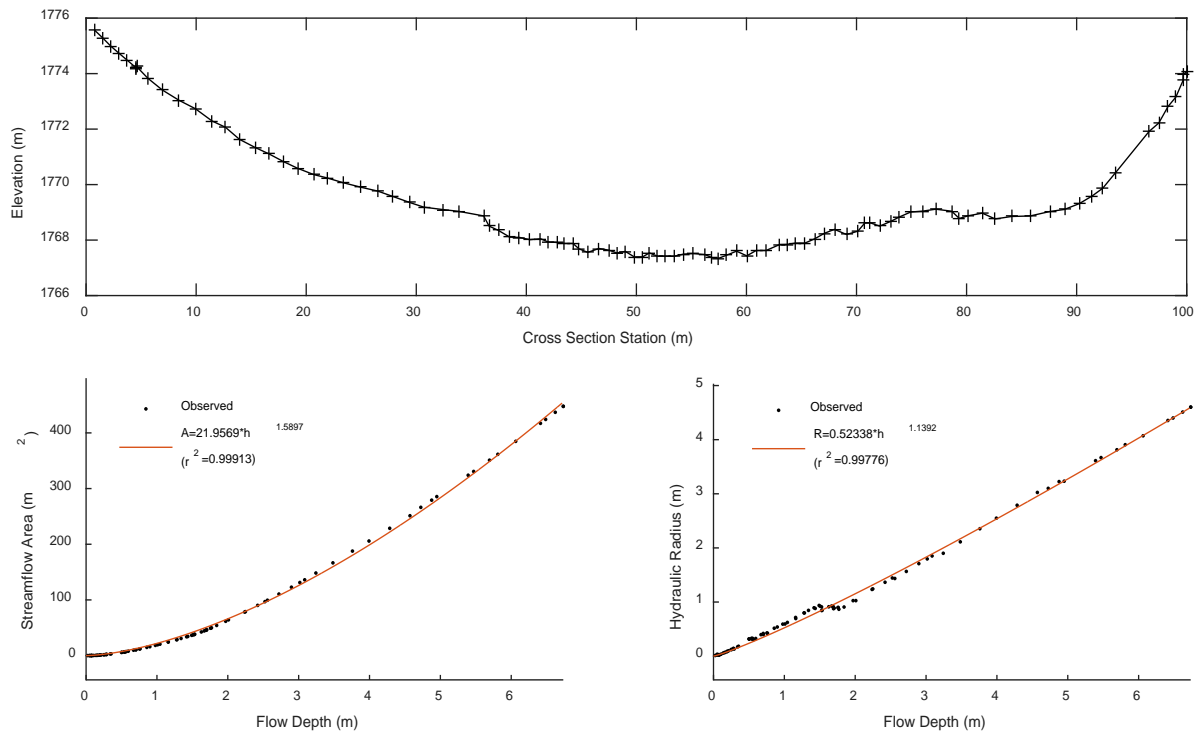 1776
1774
1772
1770
1768
1766
Elevation (m)
0 10 20 30 40 50 60 70 80 90 100
Cross Section Station (m)
400
300
200
100
0
Streamflow Area (m 2 )
Observed
A=21.9569*h 1.5897
(r 2 =0.99913)
0 1 2 3 4 5 6
Flow Depth (m)
5
4
3
2
1
0
Hydraulic Radius (m)
Observed
R=0.52338*h 1.1392
(r 2 =0.99776)
0 1 2 3 4 5 6
Flow Depth (m)